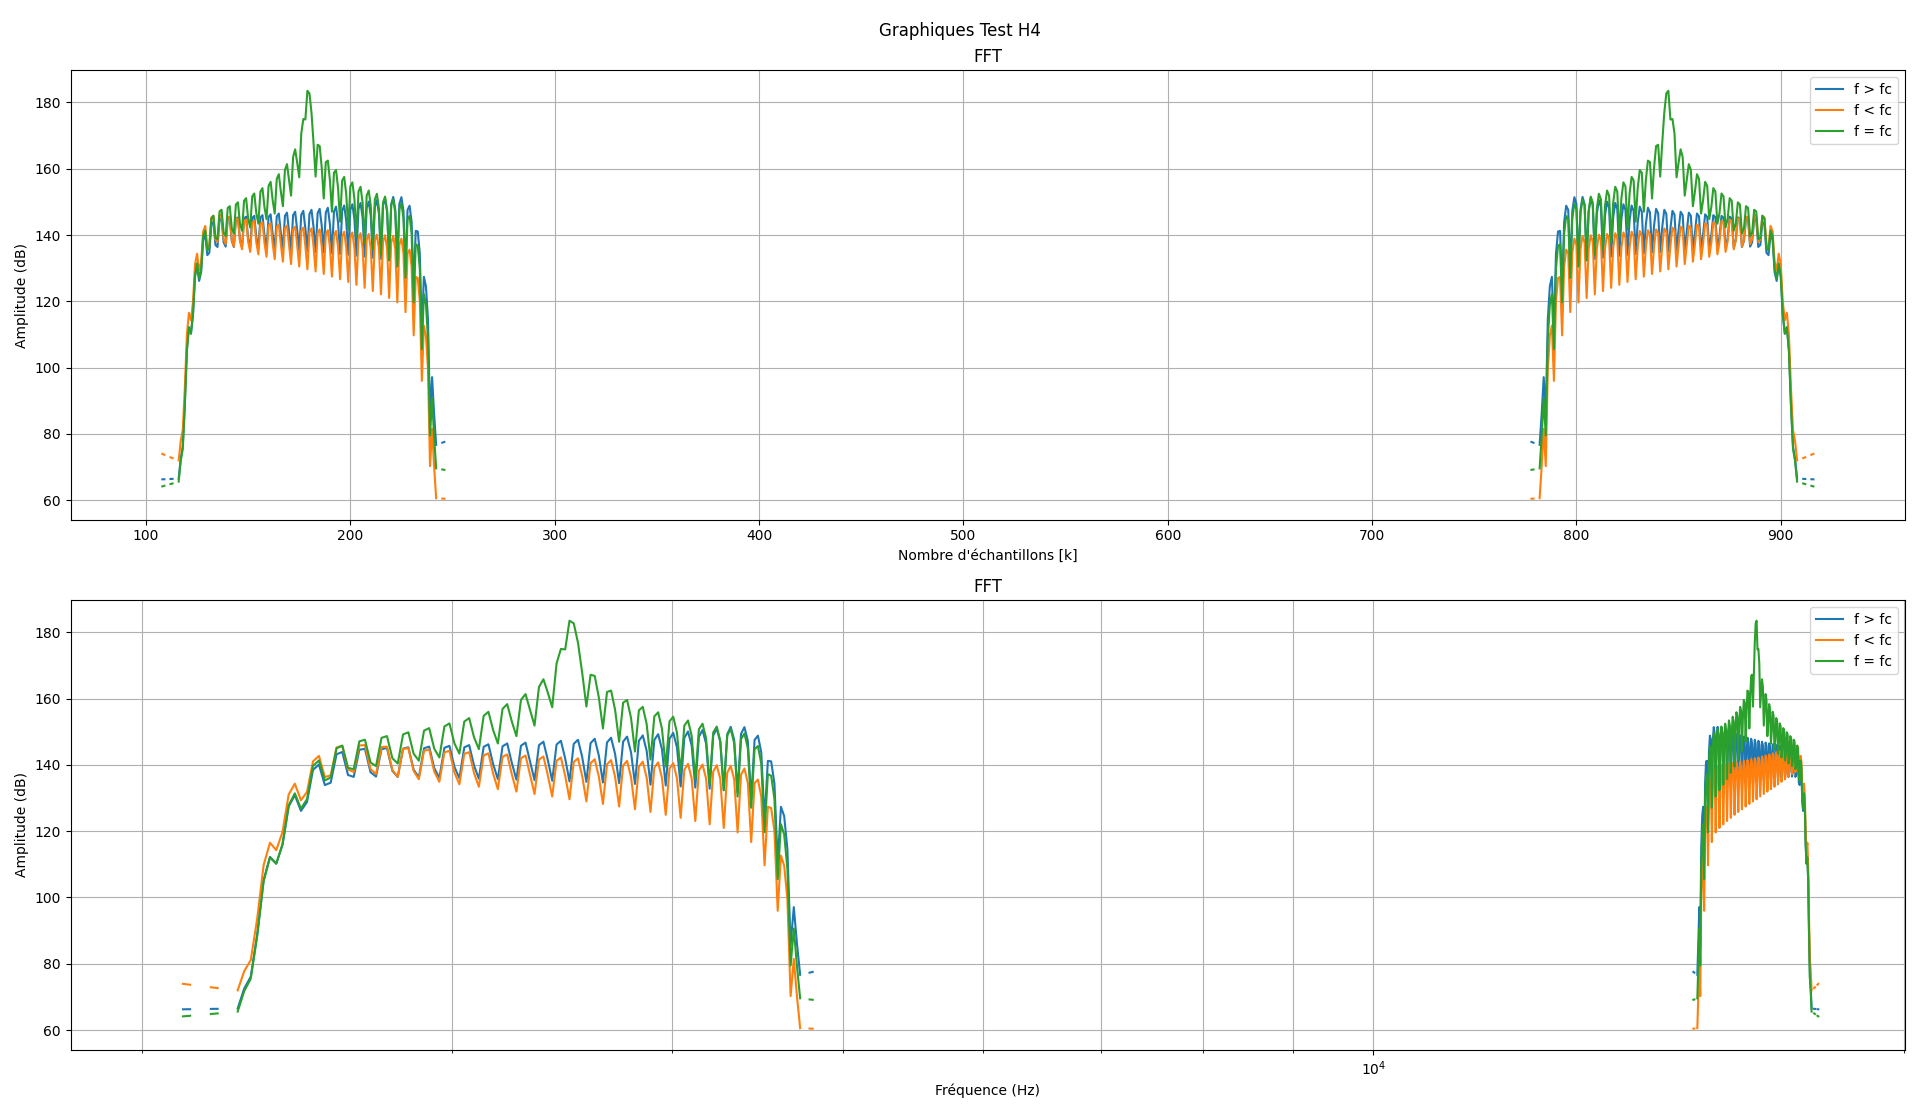 Graphiques Test H4
FFT
f > fc
f < fc
f = fc
180
160
140
120
100
80
60
Amplitude (dB)
100 200 300 400 500 600 700 800 900
Nombre d'échantillons [k]
FFT
f > fc
f < fc
f = fc
180
160
140
120
100
80
60
Amplitude (dB)
10⁴
Fréquence (Hz)